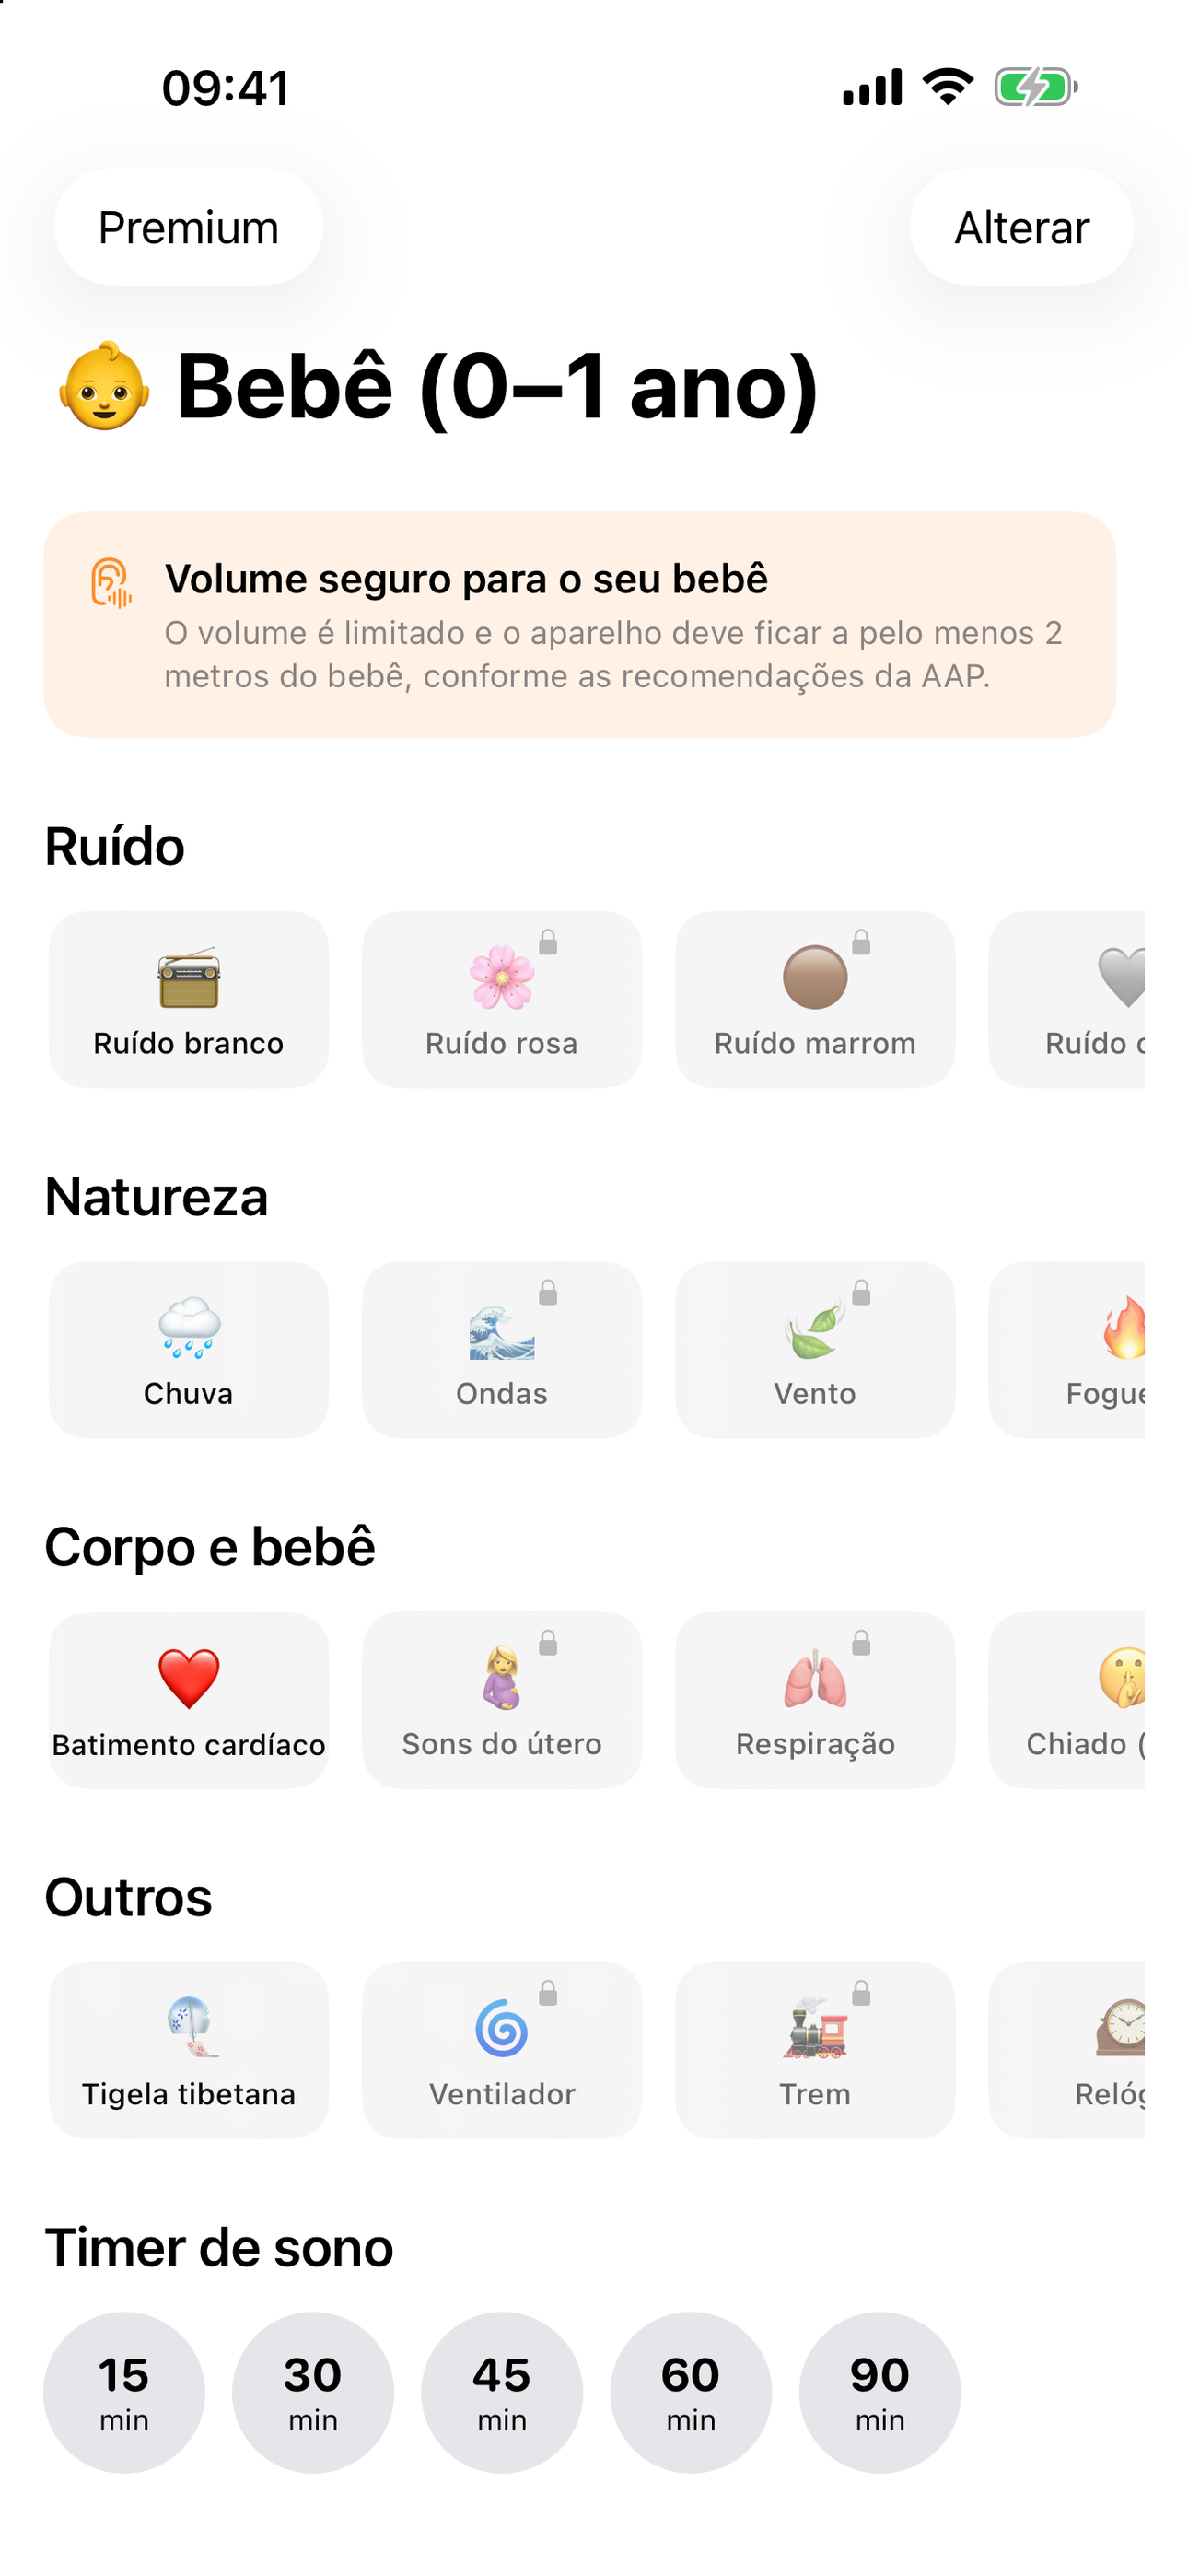 09:41
Premium
Alterar
Bebê (0–1 ano)
Volume seguro para o seu bebê
O volume é limitado e o aparelho deve ficar a pelo menos 2
metros do bebê, conforme as recomendações da AAP.
Ruído
Ruído branco
Ruído rosa
Ruído marrom
Ruído
Natureza
Chuva
Ondas
Vento
Corpo e bebê
Batimento cardíaco
Sons do útero
Respiração
Chiado (
Outros
Tigela tibetana
Ventilador
Trem
Timer de sono
15
min
30
min
45
min
60
min
90
min